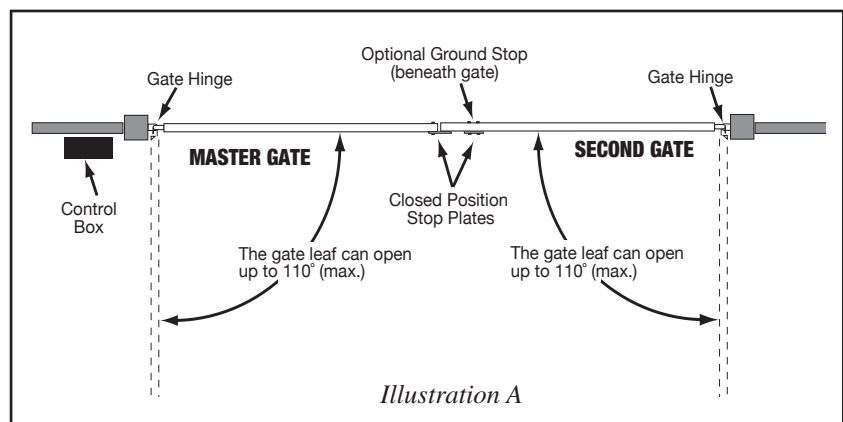 Optional Ground Stop
(beneath gate)
Gate Hinge
Gate Hinge
MASTER GATE
SECOND GATE
Control
Box
Closed Position
Stop Plates
The gate leaf can open
up to 110° (max.)
The gate leaf can open
up to 110° (max.)
Illustration A